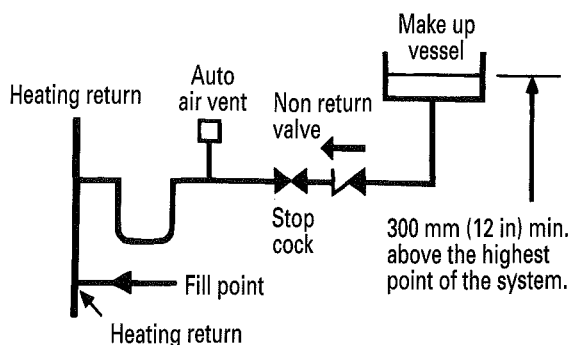 Make up
vessel
Auto
air vent
Heating return
Non return
valve
Stop
cock
300 mm (12 in) min.
above the highest
point of the system.
Fill point
Heating return